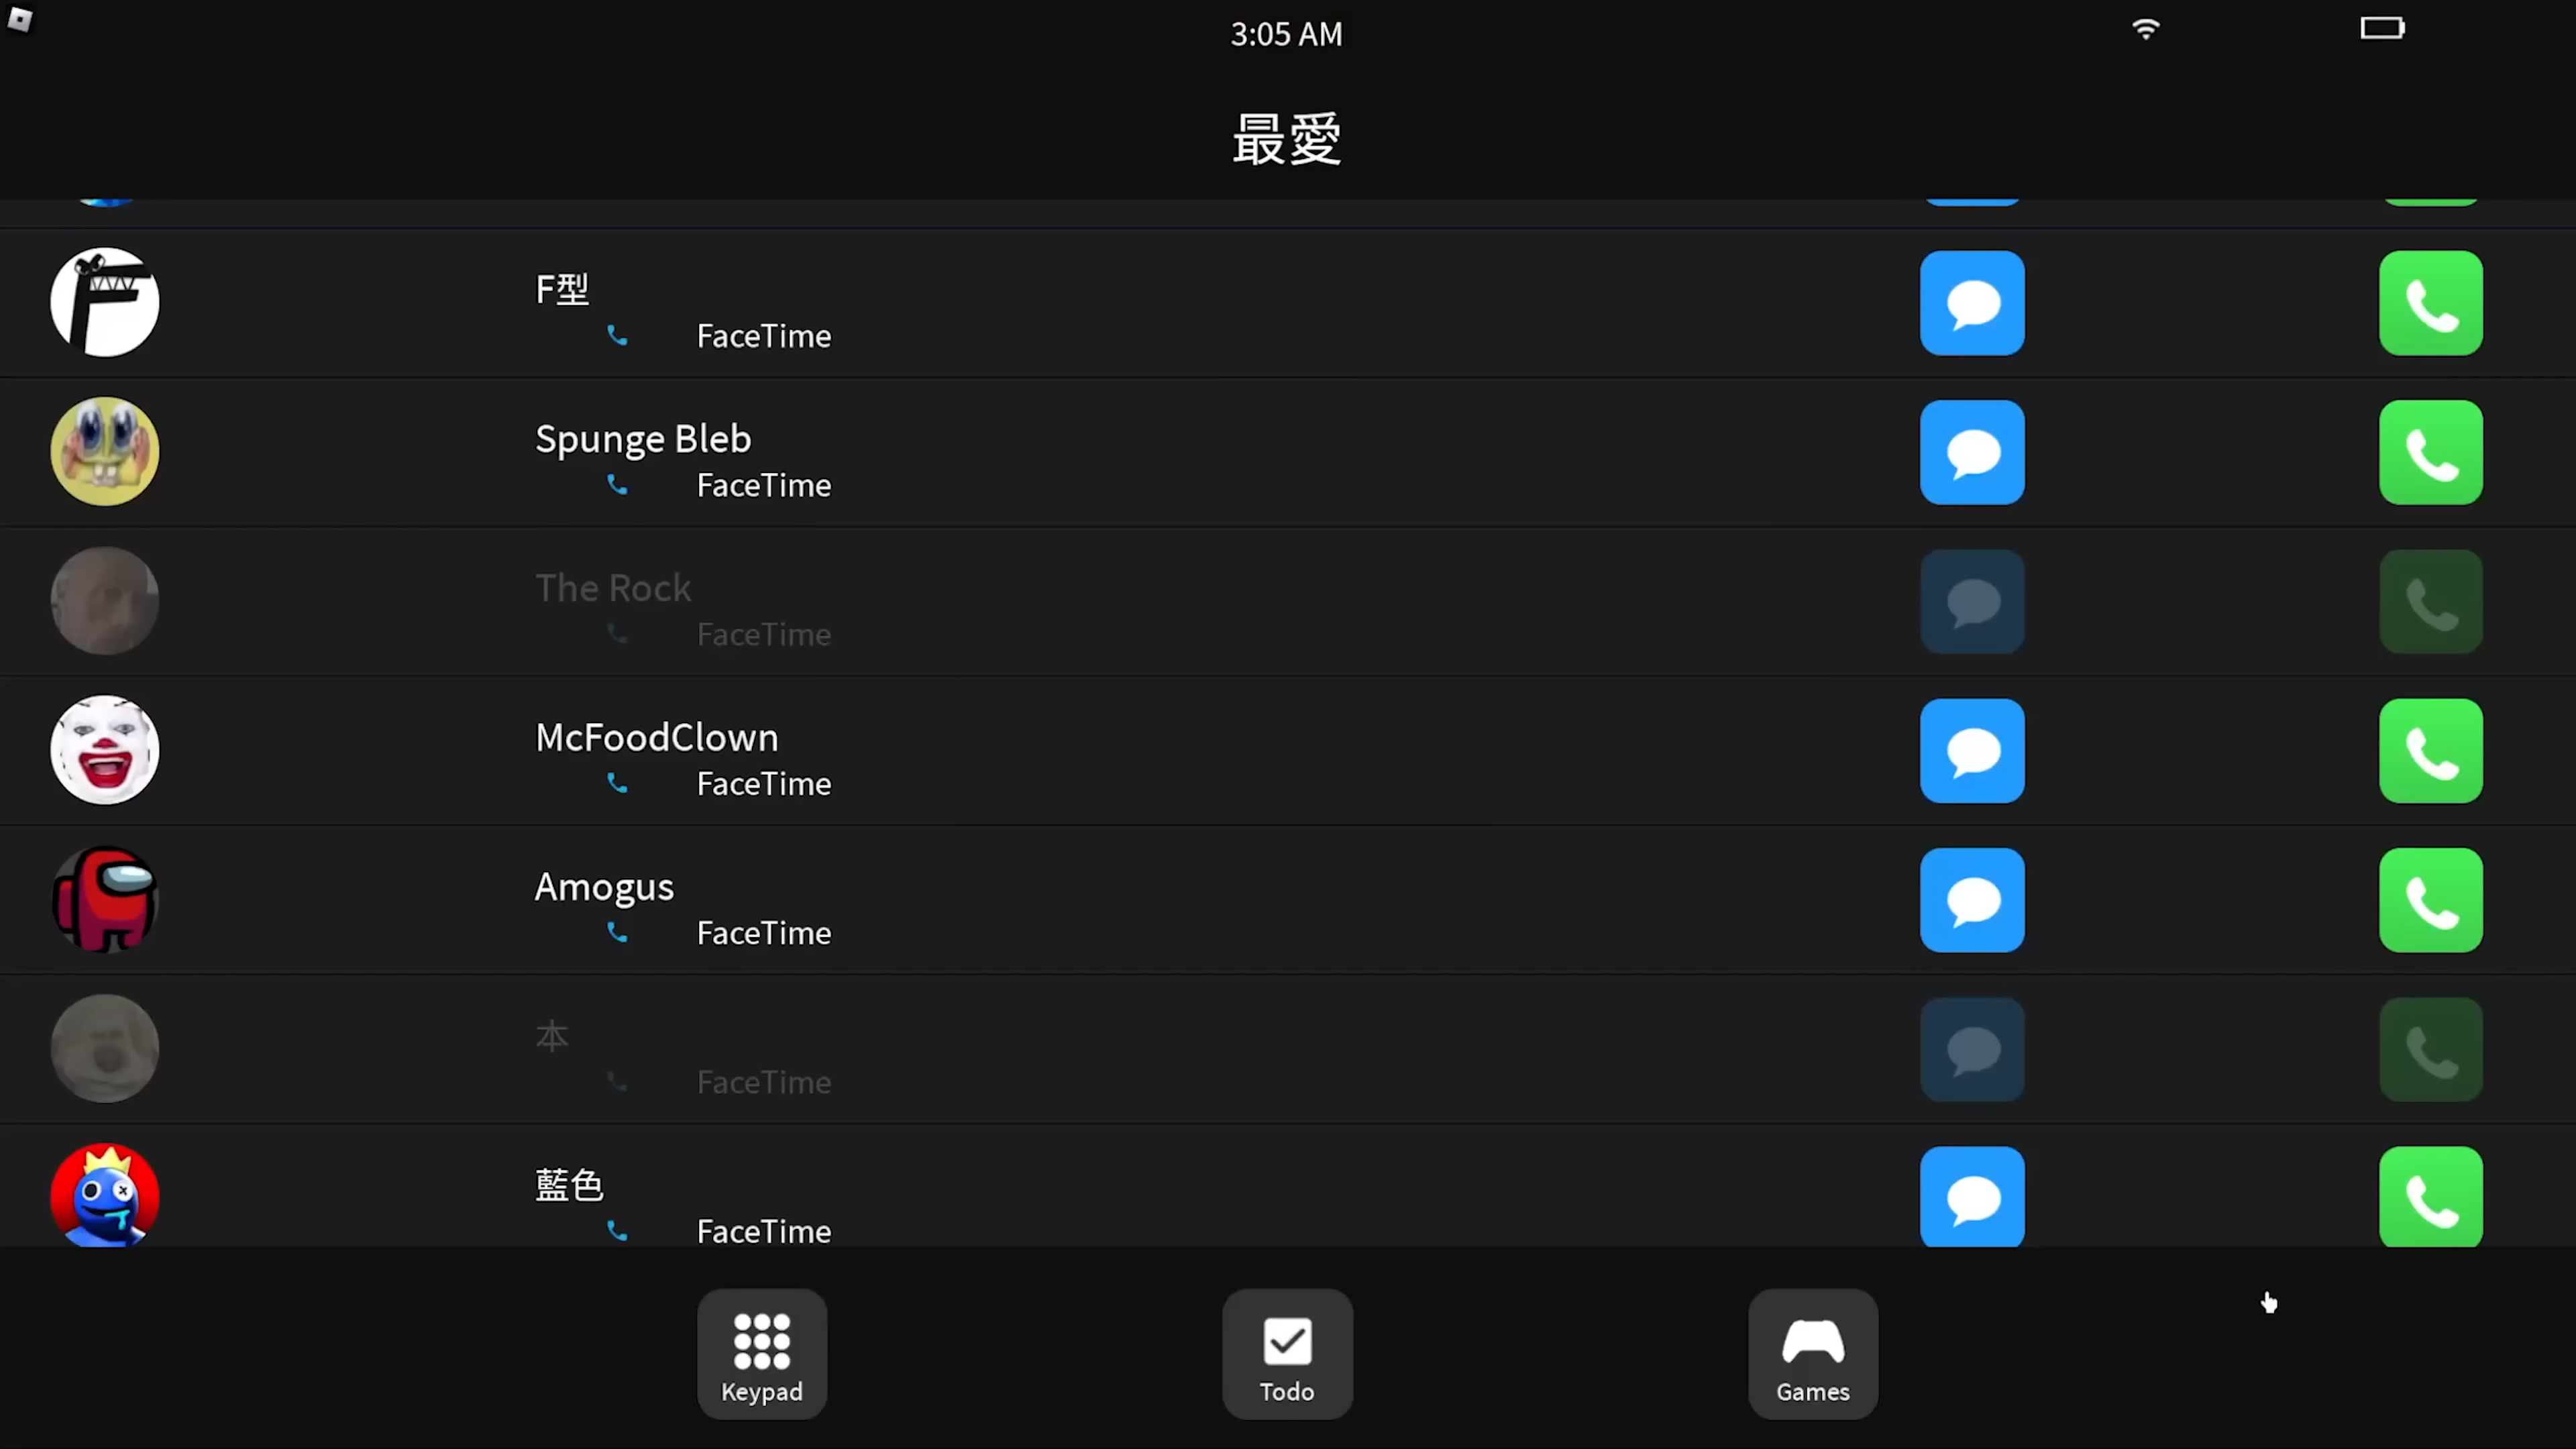 3:05 AM
最愛
F型
FaceTime
Spunge Bleb
FaceTime
The Rock
FaceTime
McFoodClown
FaceTime
Amogus
FaceTime
本
FaceTime
藍色
FaceTime
Keypad
Todo
Games